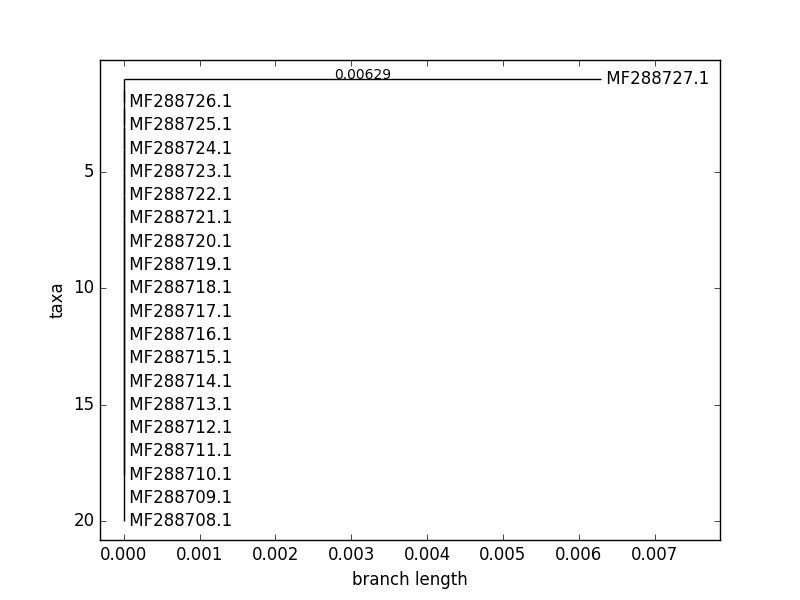 0.00629
MF288727.1
MF288726.1
MF288725.1
MF288724.1
5
MF288723.1
MF288722.1
MF288721.1
MF288720.1
MF288719.1
taxa
10
MF288718.1
MF288717.1
MF288716.1
MF288715.1
MF288714.1
15
MF288713.1
MF288712.1
MF288711.1
MF288710.1
MF288709.1
20
MF288708.1
0.000 0.001 0.002 0.003 0.004 0.005 0.006 0.007
branch length